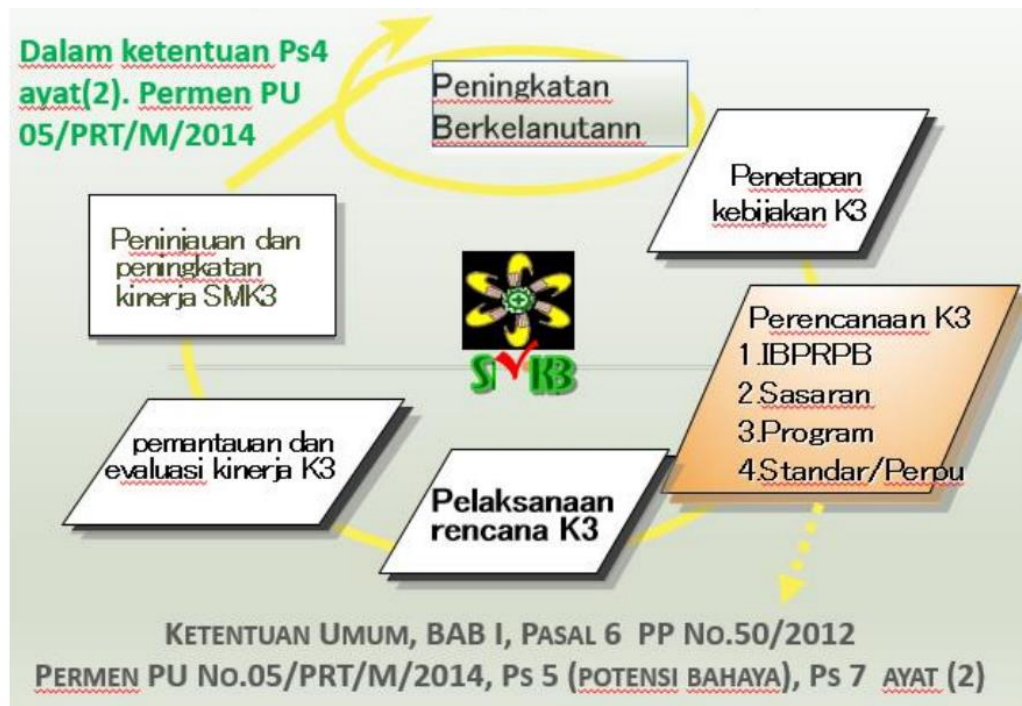 Dalam ketentuan Ps4
ayat(2). Permen PU
05/PRT/M/2014
Peningkatan
Berkelanutann
Penetapan
kebijakan K3
Peninjauan dan
peningkatan
kinerja SMK3
Perencanaan K3
1.IBPRPB
2.Sasaran
3.Program
4.Standar/Perpu
pemantauan dan
evaluasi kinerja K3
Pelaksanaan
rencana K3
KETENTUAN UMUM, BAB I, PASAL 6 PP NO.50/2012
PERMEN PU NO.05/PRT/M/2014, PS 5 (POTENSI BAHAYA), PS 7 AYAT (2)